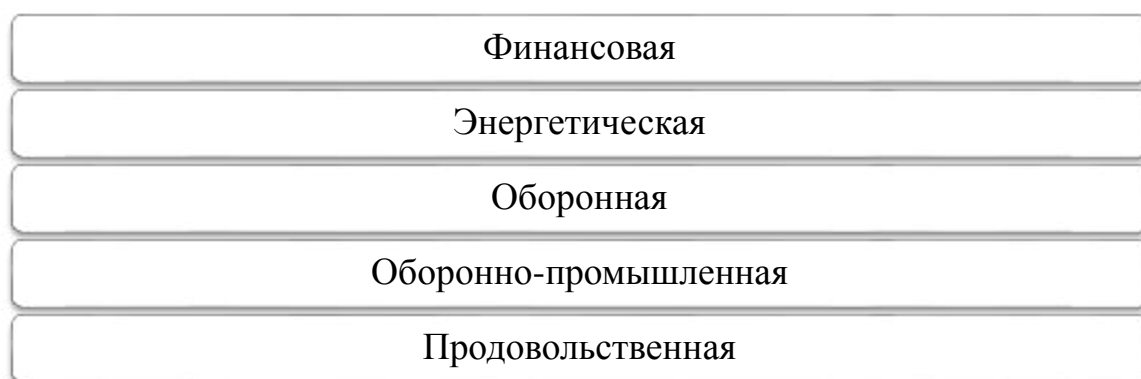 Финансовая
Энергетическая
Оборонная
Оборонно-промышленная
Продовольственная